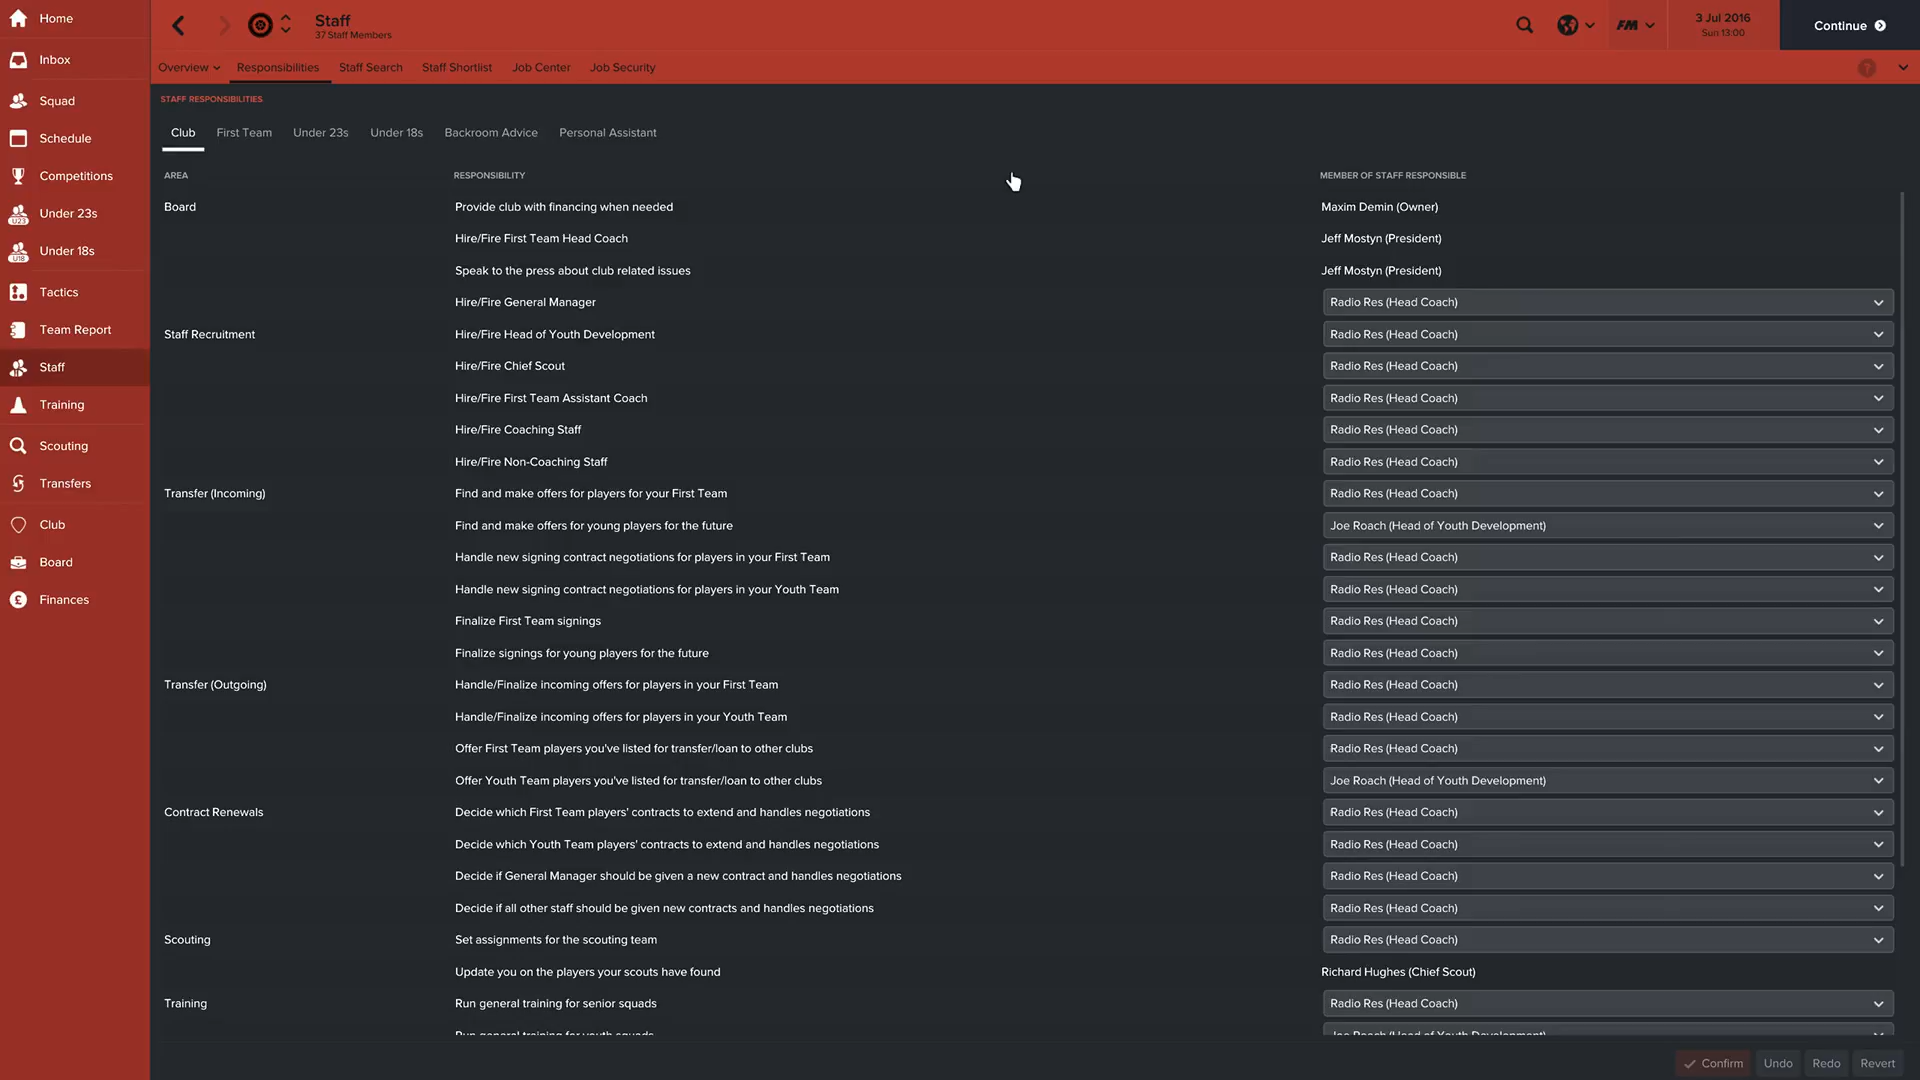 Home
Inbox
Squad
Schedule
Competitions
U23 Under 23s
U18 Under 18s
Tactics
Team Report
Staff
Training
Scouting
Transfers
Club
Board
Finances
Staff
37 Staff Members
FM
3 Jul 2016
Sun 13:00
Continue
Overview Responsibilities Staff Search Staff Shortlist Job Center Job Security ?
STAFF RESPONSIBILITIES
Club First Team Under 23s Under 18s Backroom Advice Personal Assistant
AREA RESPONSIBILITY MEMBER OF STAFF RESPONSIBLE
Board Provide club with financing when needed Maxim Demin (Owner)
Hire/Fire First Team Head Coach Jeff Mostyn (President)
Speak to the press about club related issues Jeff Mostyn (President)
Hire/Fire General Manager Radio Res (Head Coach)
Staff Recruitment Hire/Fire Head of Youth Development Radio Res (Head Coach)
Hire/Fire Chief Scout Radio Res (Head Coach)
Hire/Fire First Team Assistant Coach Radio Res (Head Coach)
Hire/Fire Coaching Staff Radio Res (Head Coach)
Hire/Fire Non-Coaching Staff Radio Res (Head Coach)
Transfer (Incoming) Find and make offers for players for your First Team Radio Res (Head Coach)
Find and make offers for young players for the future Joe Roach (Head of Youth Development)
Handle new signing contract negotiations for players in your First Team Radio Res (Head Coach)
Handle new signing contract negotiations for players in your Youth Team Radio Res (Head Coach)
Finalize First Team signings Radio Res (Head Coach)
Finalize signings for young players for the future Radio Res (Head Coach)
Transfer (Outgoing) Handle/Finalize incoming offers for players in your First Team Radio Res (Head Coach)
Handle/Finalize incoming offers for players in your Youth Team Radio Res (Head Coach)
Offer First Team players you've listed for transfer/loan to other clubs Radio Res (Head Coach)
Offer Youth Team players you've listed for transfer/loan to other clubs Joe Roach (Head of Youth Development)
Contract Renewals Decide which First Team players' contracts to extend and handles negotiations Radio Res (Head Coach)
Decide which Youth Team players' contracts to extend and handles negotiations Radio Res (Head Coach)
Decide if General Manager should be given a new contract and handles negotiations Radio Res (Head Coach)
Decide if all other staff should be given new contracts and handles negotiations Radio Res (Head Coach)
Scouting Set assignments for the scouting team Radio Res (Head Coach)
Update you on the players your scouts have found Richard Hughes (Chief Scout)
Training Run general training for senior squads Radio Res (Head Coach)
Run general training for youth squads Joe Roach (Head of Youth Development)
Confirm Undo Redo Revert